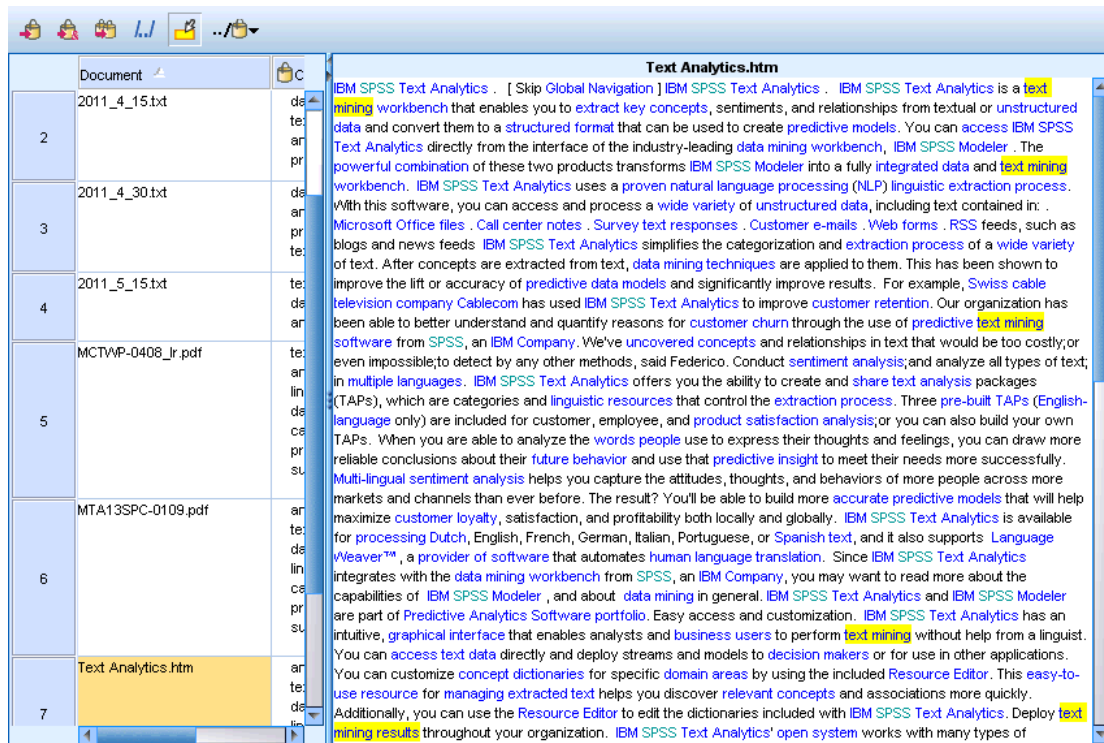 /../
../
Document
C
2
2011_4_15.txt
da
te
ar
pr
3
2011_4_30.txt
da
ar
pr
te
4
2011_5_15.txt
te
da
ar
5
MCTWP-0408_lr.pdf
te
ar
lin
da
ca
pr
su
6
MTA13SPC-0109.pdf
ar
te
da
lin
ca
pr
su
7
Text Analytics.htm
ar
te
da
lin
Text Analytics.htm
IBM SPSS Text Analytics . [ Skip Global Navigation ] IBM SPSS Text Analytics . IBM SPSS Text Analytics is a text
mining workbench that enables you to extract key concepts, sentiments, and relationships from textual or unstructured
data and convert them to a structured format that can be used to create predictive models. You can access IBM SPSS
Text Analytics directly from the interface of the industry-leading data mining workbench, IBM SPSS Modeler . The
powerful combination of these two products transforms IBM SPSS Modeler into a fully integrated data and text mining
workbench. IBM SPSS Text Analytics uses a proven natural language processing (NLP) linguistic extraction process.
With this software, you can access and process a wide variety of unstructured data, including text contained in: .
Microsoft Office files . Call center notes . Survey text responses . Customer e-mails . Web forms . RSS feeds, such as
blogs and news feeds IBM SPSS Text Analytics simplifies the categorization and extraction process of a wide variety
of text. After concepts are extracted from text, data mining techniques are applied to them. This has been shown to
improve the lift or accuracy of predictive data models and significantly improve results. For example, Swiss cable
television company Cablecom has used IBM SPSS Text Analytics to improve customer retention. Our organization has
been able to better understand and quantify reasons for customer churn through the use of predictive text mining
software from SPSS, an IBM Company. We've uncovered concepts and relationships in text that would be too costly;or
even impossible;to detect by any other methods, said Federico. Conduct sentiment analysis;and analyze all types of text;
in multiple languages. IBM SPSS Text Analytics offers you the ability to create and share text analysis packages
(TAPs), which are categories and linguistic resources that control the extraction process. Three pre-built TAPs (English-
language only) are included for customer, employee, and product satisfaction analysis;or you can also build your own
TAPs. When you are able to analyze the words people use to express their thoughts and feelings, you can draw more
reliable conclusions about their future behavior and use that predictive insight to meet their needs more successfully.
Multi-lingual sentiment analysis helps you capture the attitudes, thoughts, and behaviors of more people across more
markets and channels than ever before. The result? You'll be able to build more accurate predictive models that will help
maximize customer loyalty, satisfaction, and profitability both locally and globally. IBM SPSS Text Analytics is available
for processing Dutch, English, French, German, Italian, Portuguese, or Spanish text, and it also supports Language
Weaver™ , a provider of software that automates human language translation. Since IBM SPSS Text Analytics
integrates with the data mining workbench from SPSS, an IBM Company, you may want to read more about the
capabilities of IBM SPSS Modeler , and about data mining in general. IBM SPSS Text Analytics and IBM SPSS Modeler
are part of Predictive Analytics Software portfolio. Easy access and customization. IBM SPSS Text Analytics has an
intuitive, graphical interface that enables analysts and business users to perform text mining without help from a linguist.
You can access text data directly and deploy streams and models to decision makers or for use in other applications.
You can customize concept dictionaries for specific domain areas by using the included Resource Editor. This easy-to-
use resource for managing extracted text helps you discover relevant concepts and associations more quickly.
Additionally, you can use the Resource Editor to edit the dictionaries included with IBM SPSS Text Analytics. Deploy text
mining results throughout your organization. IBM SPSS Text Analytics' open system works with many types of